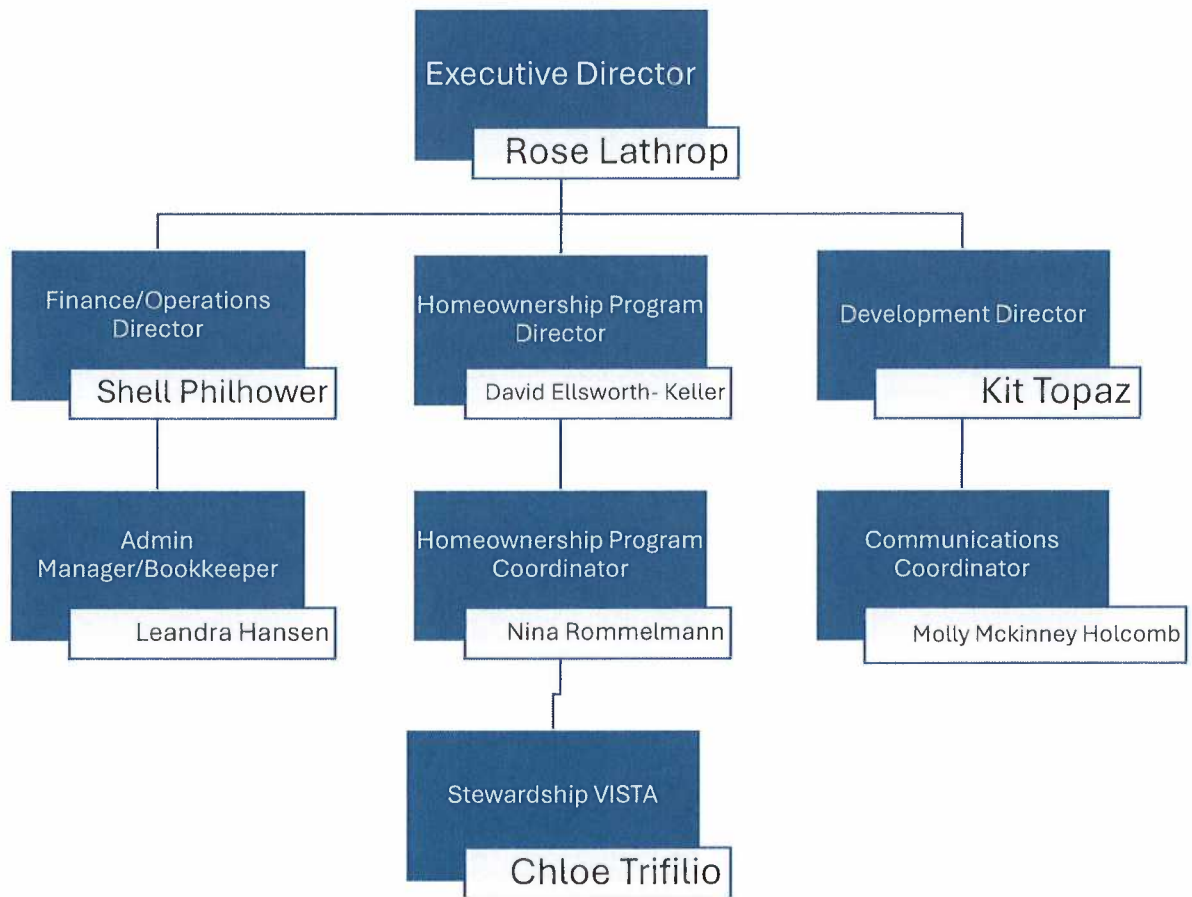 Executive Director
Rose Lathrop
Finance/Operations
Director
Shell Philhower
Homeownership Program
Director
David Ellsworth- Keller
Development Director
Kit Topaz
Admin
Manager/Bookkeeper
Leandra Hansen
Homeownership Program
Coordinator
Nina Rommelmann
Communications
Coordinator
Molly Mckinney Holcomb
Stewardship VISTA
Chloe Trifilio